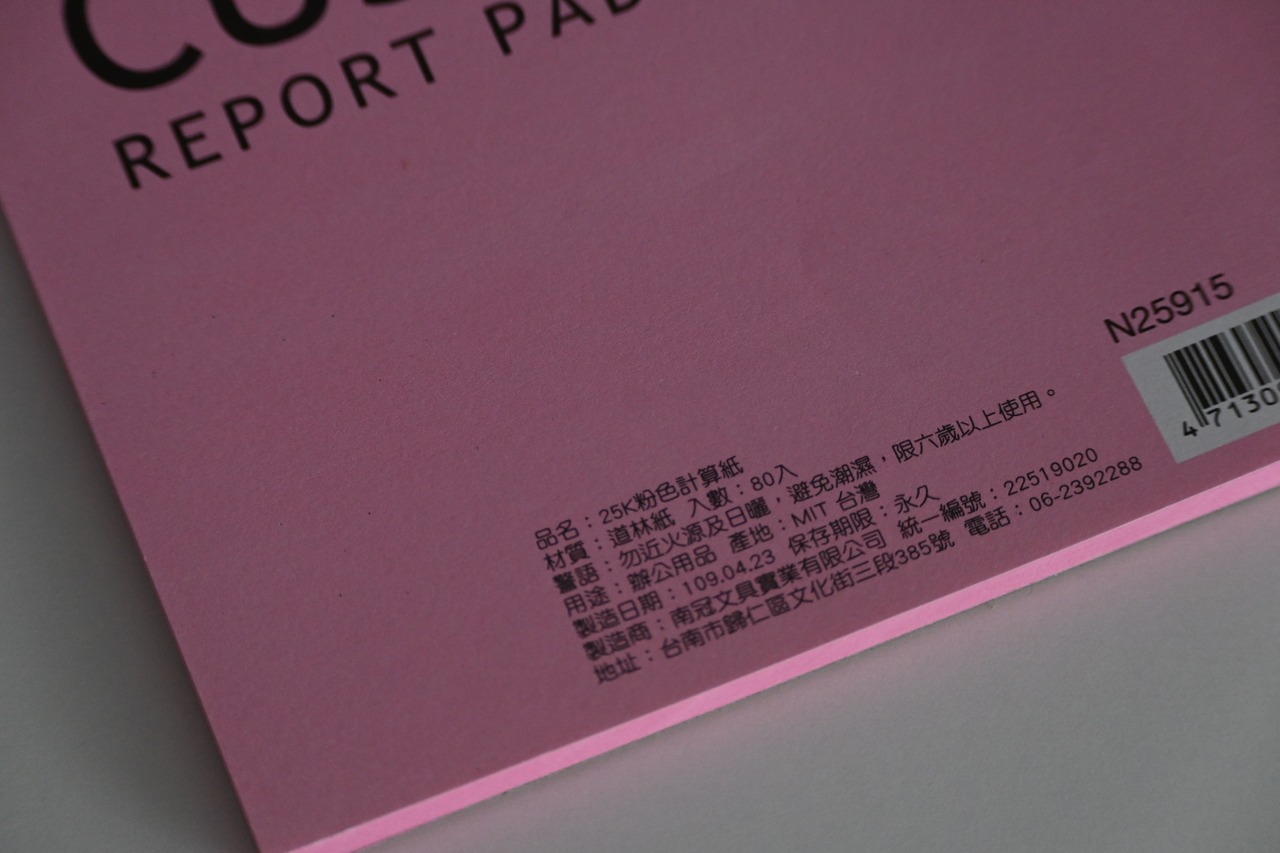 REPORT PAD
N25915
品名：25K粉色計算紙
材質：道林紙 入數：80入
警語：勿近火源及日曬，避免潮濕，限六歲以上使用。
用途：辦公用品 產地：MIT 台灣
製造日期：109.04.23 保存期限：永久
製造商：南冠文具實業有限公司 統一編號：22519020
地址：台南市歸仁區文化街三段385號 電話：06-2392288